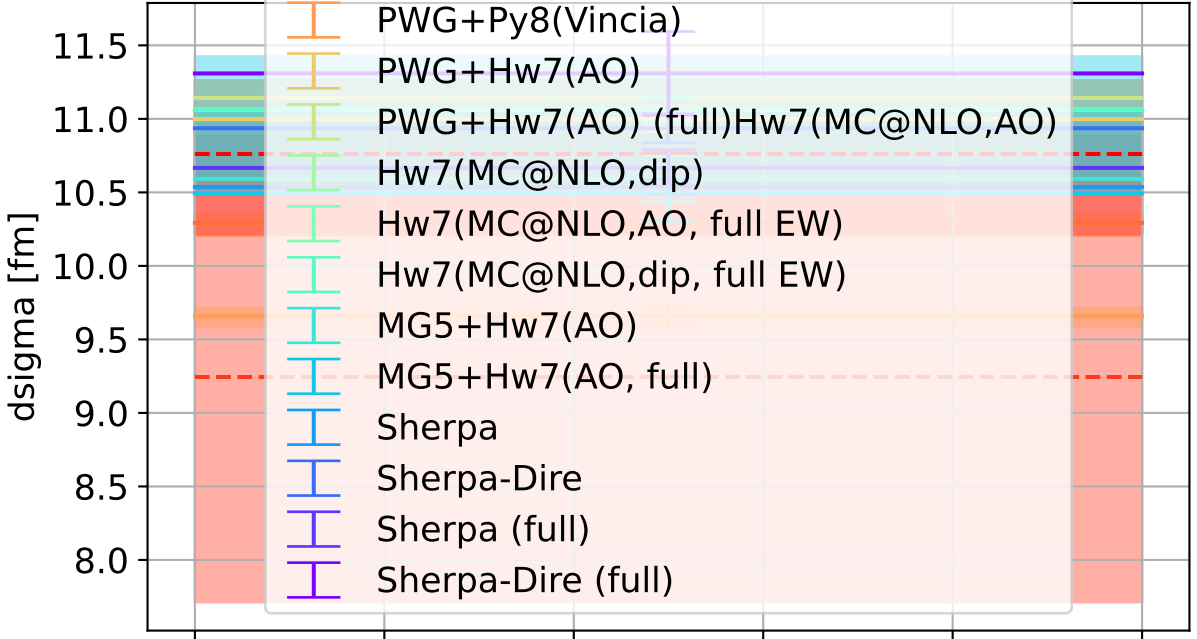 PWG+Py8(Vincia)
11.5
PWG+Hw7(AO)
11.0
PWG+Hw7(AO) (full)Hw7(MC@NLO,AO)
Hw7(MC@NLO,dip)
10.5
Hw7(MC@NLO,AO, full EW)
10.0
Hw7(MC@NLO,dip, full EW)
9.5
MG5+Hw7(AO)
MG5+Hw7(AO, full)
9.0
Sherpa
8.5
Sherpa-Dire
Sherpa (full)
8.0
Sherpa-Dire (full)
dsigma [fm]